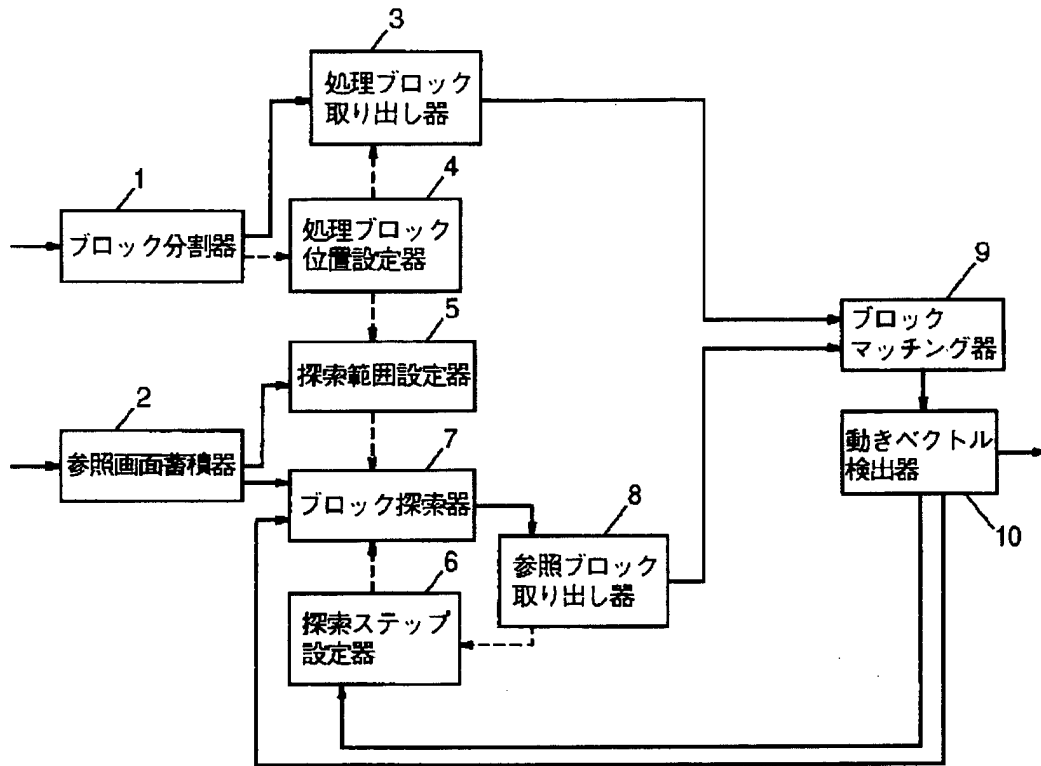 3
処理ブロック
取り出し器
1
ブロック分割器
4
処理ブロック
位置設定器
5
探索範囲設定器
2
参照画面蓄積器
7
ブロック探索器
6
探索ステップ
設定器
8
参照ブロック
取り出し器
9
ブロック
マッチング器
動きベクトル
検出器
10